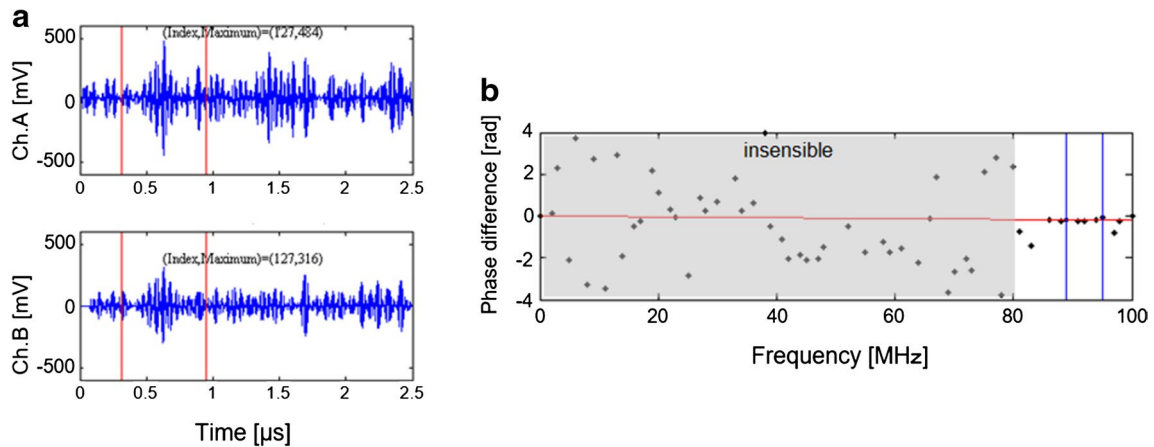 a
(Index,Maximum)=(127,484)
Ch.A [mV]
500
0
-500
0 0.5 1 1.5 2 2.5
(Index,Maximum)=(127,316)
Ch.B [mV]
500
0
-500
0 0.5 1 1.5 2 2.5
Time [µs]
b
Phase difference [rad]
4
2
0
-2
-4
insensible
0 20 40 60 80 100
Frequency [MHz]